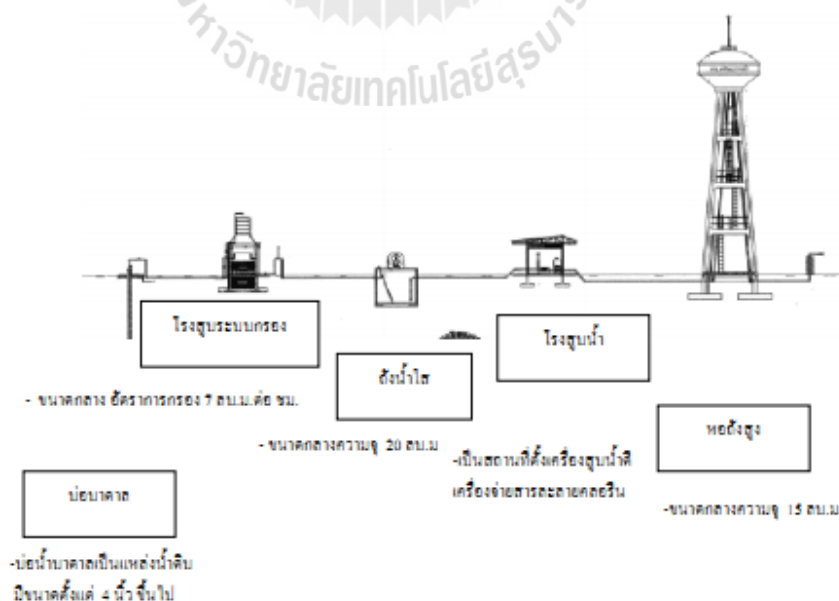 มหาวิทยาลัยเทคโนโลยีสุรนารี
โรงสูบระบบกรอง
- ขนาดกลาง อัตราการกรอง 7 ลบ.ม.ต่อ ชม.
ถังน้ำใส
- ขนาดกลางความจุ 20 ลบ.ม
โรงสูบน้ำ
-เป็นสถานที่ตั้งเครื่องสูบน้ำดี
เครื่องจ่ายสารละลายคลอรีน
หอถังสูง
-ขนาดกลางความจุ 15 ลบ.ม
บ่อบาดาล
-บ่อน้ำบาดาลเป็นแหล่งน้ำดิบ
มีขนาดตั้งแต่ 4 นิ้ว ขึ้นไป